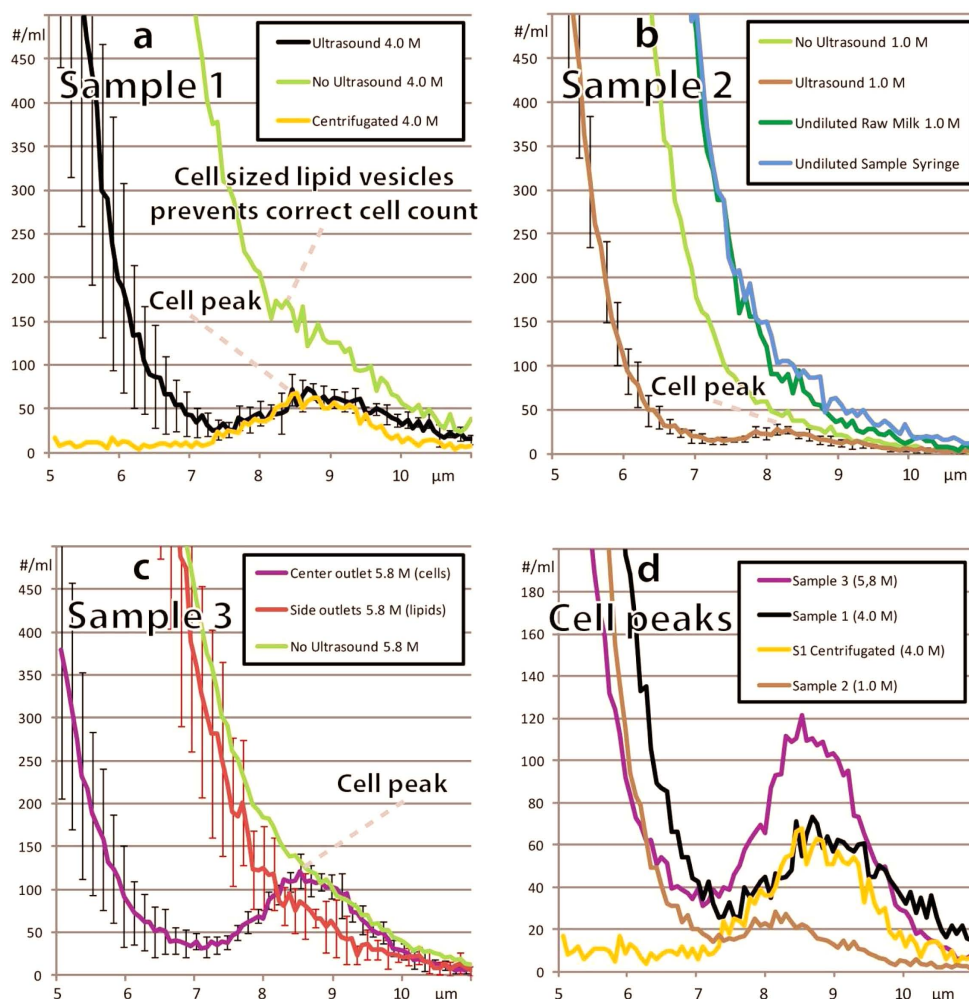 #/ml
a
Sample 1
Ultrasound 4.0 M
No Ultrasound 4.0 M
Centrifugated 4.0 M
Cell sized lipid vesicles
prevents correct cell count
Cell peak
450
400
350
300
250
200
150
100
50
0
5 6 7 8 9 10 µm
#/ml
b
Sample 2
No Ultrasound 1.0 M
Ultrasound 1.0 M
Undiluted Raw Milk 1.0 M
Undiluted Sample Syringe
Cell peak
450
400
350
300
250
200
150
100
50
0
5 6 7 8 9 10 µm
#/ml
c
Sample 3
Center outlet 5.8 M (cells)
Side outlets 5.8 M (lipids)
No Ultrasound 5.8 M
Cell peak
450
400
350
300
250
200
150
100
50
0
5 6 7 8 9 10 µm
#/ml
d
Cell peaks
Sample 3 (5,8 M)
Sample 1 (4.0 M)
S1 Centrifugated (4.0 M)
Sample 2 (1.0 M)
180
160
140
120
100
80
60
40
20
0
5 6 7 8 9 10 µm